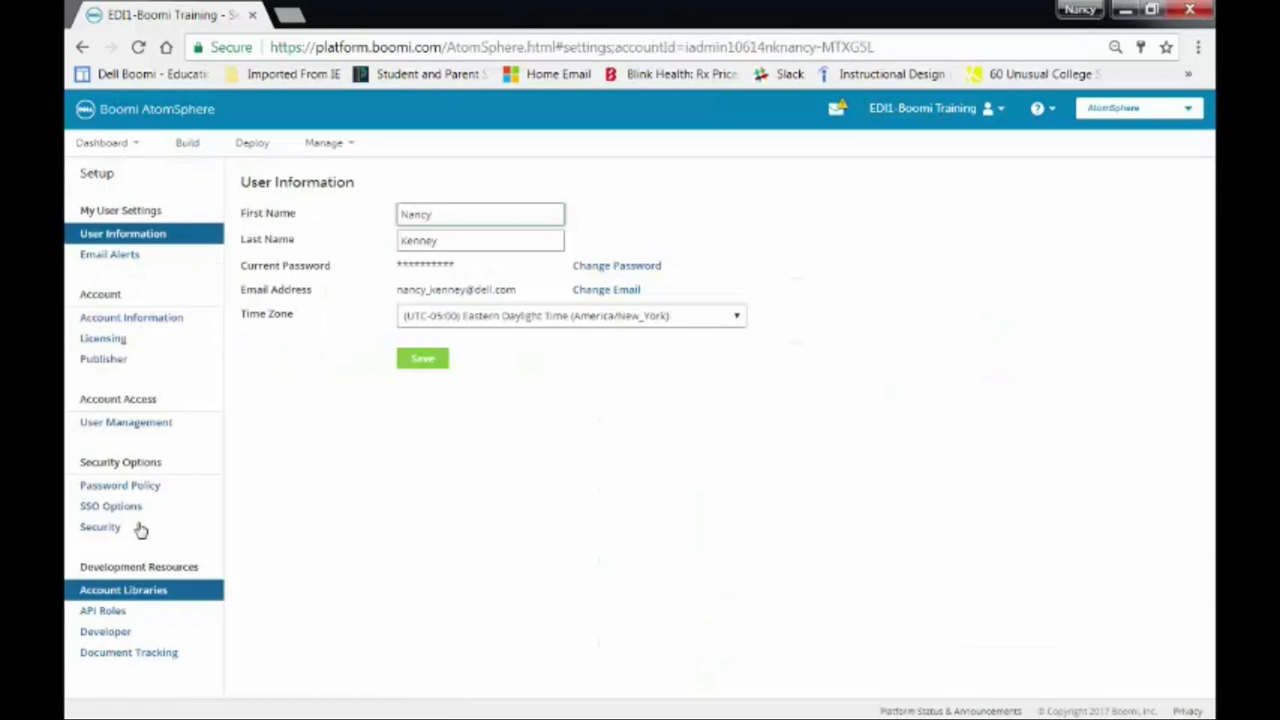 EDI1-Boomi Training - S
Nancy
Secure https://platform.boomi.com/AtomSphere.html#settings;accountId=iadmin10614nknancy-MTXG5L
Dell Boomi - Educati Imported From IE Student and Parent S Home Email Blink Health: Rx Pric Slack Instructional Design 60 Unusual College S »
DELL Boomi AtomSphere EDI1-Boomi Training AtomSphere
Dashboard Build Deploy Manage
Setup
My User Settings
User Information
Email Alerts
Account
Account Information
Licensing
Publisher
Account Access
User Management
Security Options
Password Policy
SSO Options
Security
Development Resources
Account Libraries
API Roles
Developer
Document Tracking
User Information
First Name Nancy
Last Name Kenney
Current Password ********** Change Password
Email Address nancy_kenney@dell.com Change Email
Time Zone (UTC-05:00) Eastern Daylight Time (America/New_York)
Save
Platform Status & Announcements © Copyright 2017 Boomi, Inc. Privacy